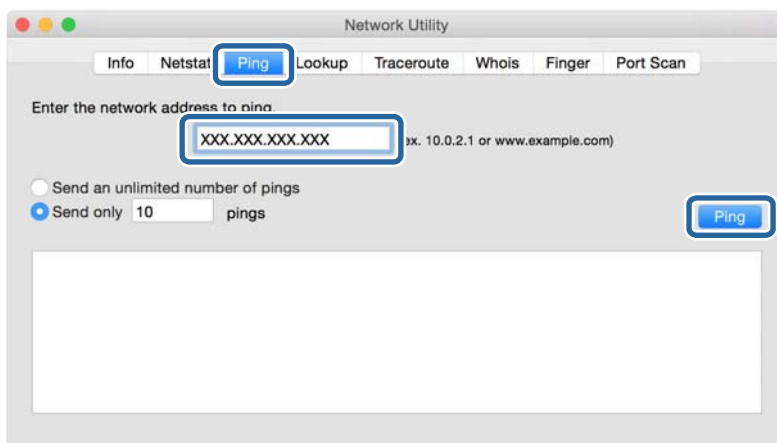 Network Utility
Info Netstat Ping Lookup Traceroute Whois Finger Port Scan
Enter the network address to ping.
XXX.XXX.XXX.XXX ex. 10.0.2.1 or www.example.com)
Send an unlimited number of pings
Send only 10 pings
Ping